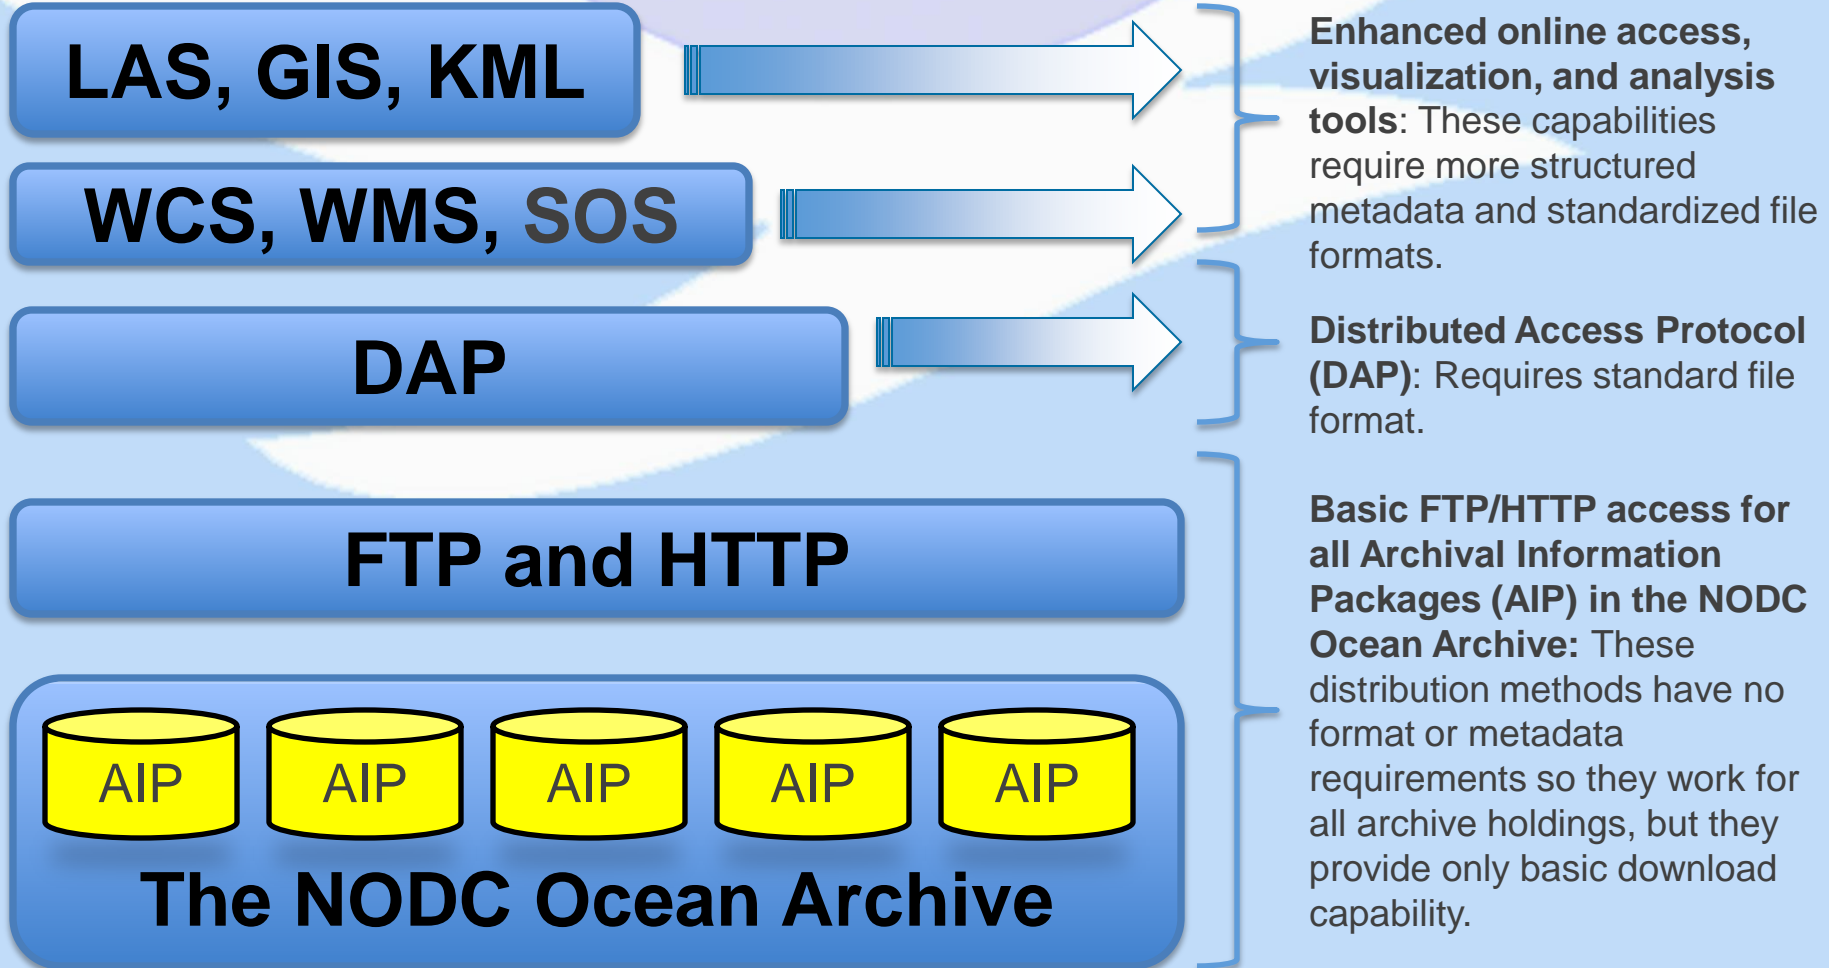 LAS, GIS, KML
WCS, WMS, SOS
DAP
FTP and HTTP
AIP AIP AIP AIP AIP
The NODC Ocean Archive
Enhanced online access,
visualization, and analysis
tools: These capabilities
require more structured
metadata and standardized file
formats.
Distributed Access Protocol
(DAP): Requires standard file
format.
Basic FTP/HTTP access for
all Archival Information
Packages (AIP) in the NODC
Ocean Archive: These
distribution methods have no
format or metadata
requirements so they work for
all archive holdings, but they
provide only basic download
capability.